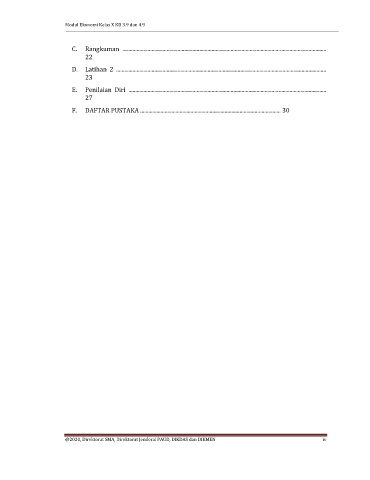 Modul Ekonomi Kelas X KD 3.9 dan 4.9
C. Rangkuman ........................................................................................................
22
D. Latihan 2 ............................................................................................................
23
E. Penilaian Diri ......................................................................................................
27
F. DAFTAR PUSTAKA ........................................................................ 30
@2020, Direktorat SMA, Direktorat Jenderal PAUD, DIKDAS dan DIKMEN